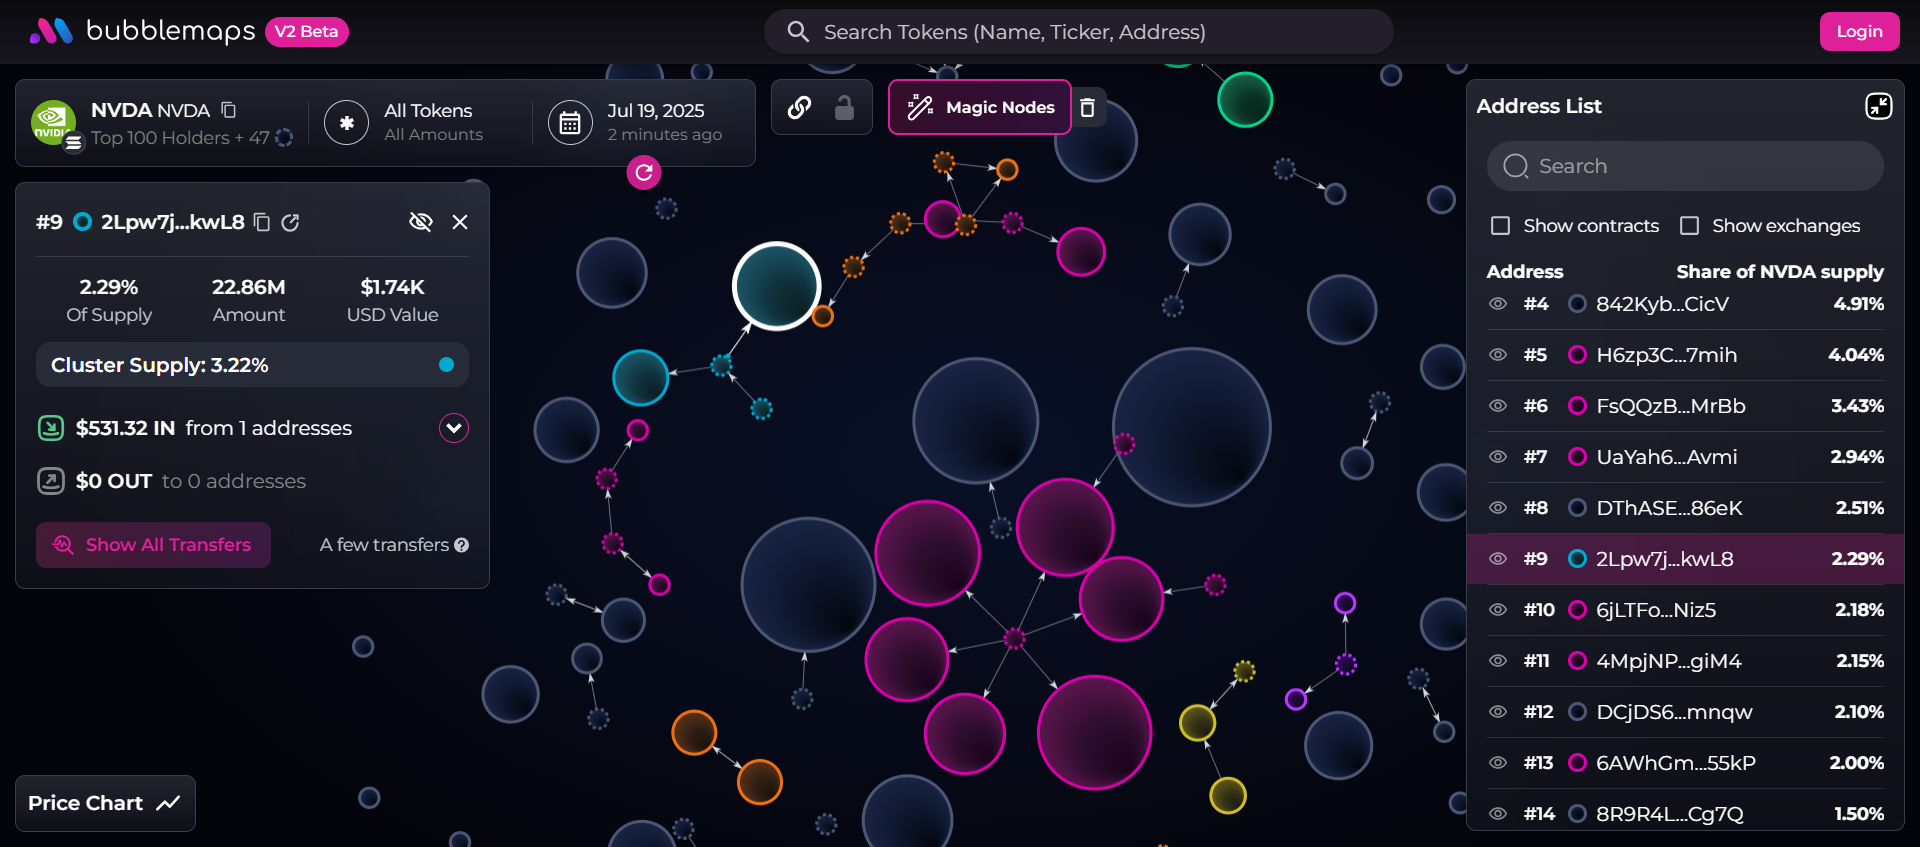 bubblemaps V2 Beta
Search Tokens (Name, Ticker, Address)
Login
NVDA NVDA
Top 100 Holders + 47
All Tokens
All Amounts
Jul 19, 2025
2 minutes ago
Magic Nodes
#9 2Lpw7j...kwL8
2.29% 22.86M $1.74K
Of Supply Amount USD Value
Cluster Supply: 3.22%
$531.32 IN from 1 addresses
$0 OUT to 0 addresses
Show All Transfers A few transfers
Price Chart
Address List
Search
Show contracts Show exchanges
Address Share of NVDA supply
#4 842Kyb...CicV 4.91%
#5 H6zp3C...7mih 4.04%
#6 FsQQzB...MrBb 3.43%
#7 UaYah6...Avmi 2.94%
#8 DThASE...86eK 2.51%
#9 2Lpw7j...kwL8 2.29%
#10 6jLTFo...Niz5 2.18%
#11 4MpjNP...giM4 2.15%
#12 DCjDS6...mnqw 2.10%
#13 6AWhGm...55kP 2.00%
#14 8R9R4L...Cg7Q 1.50%